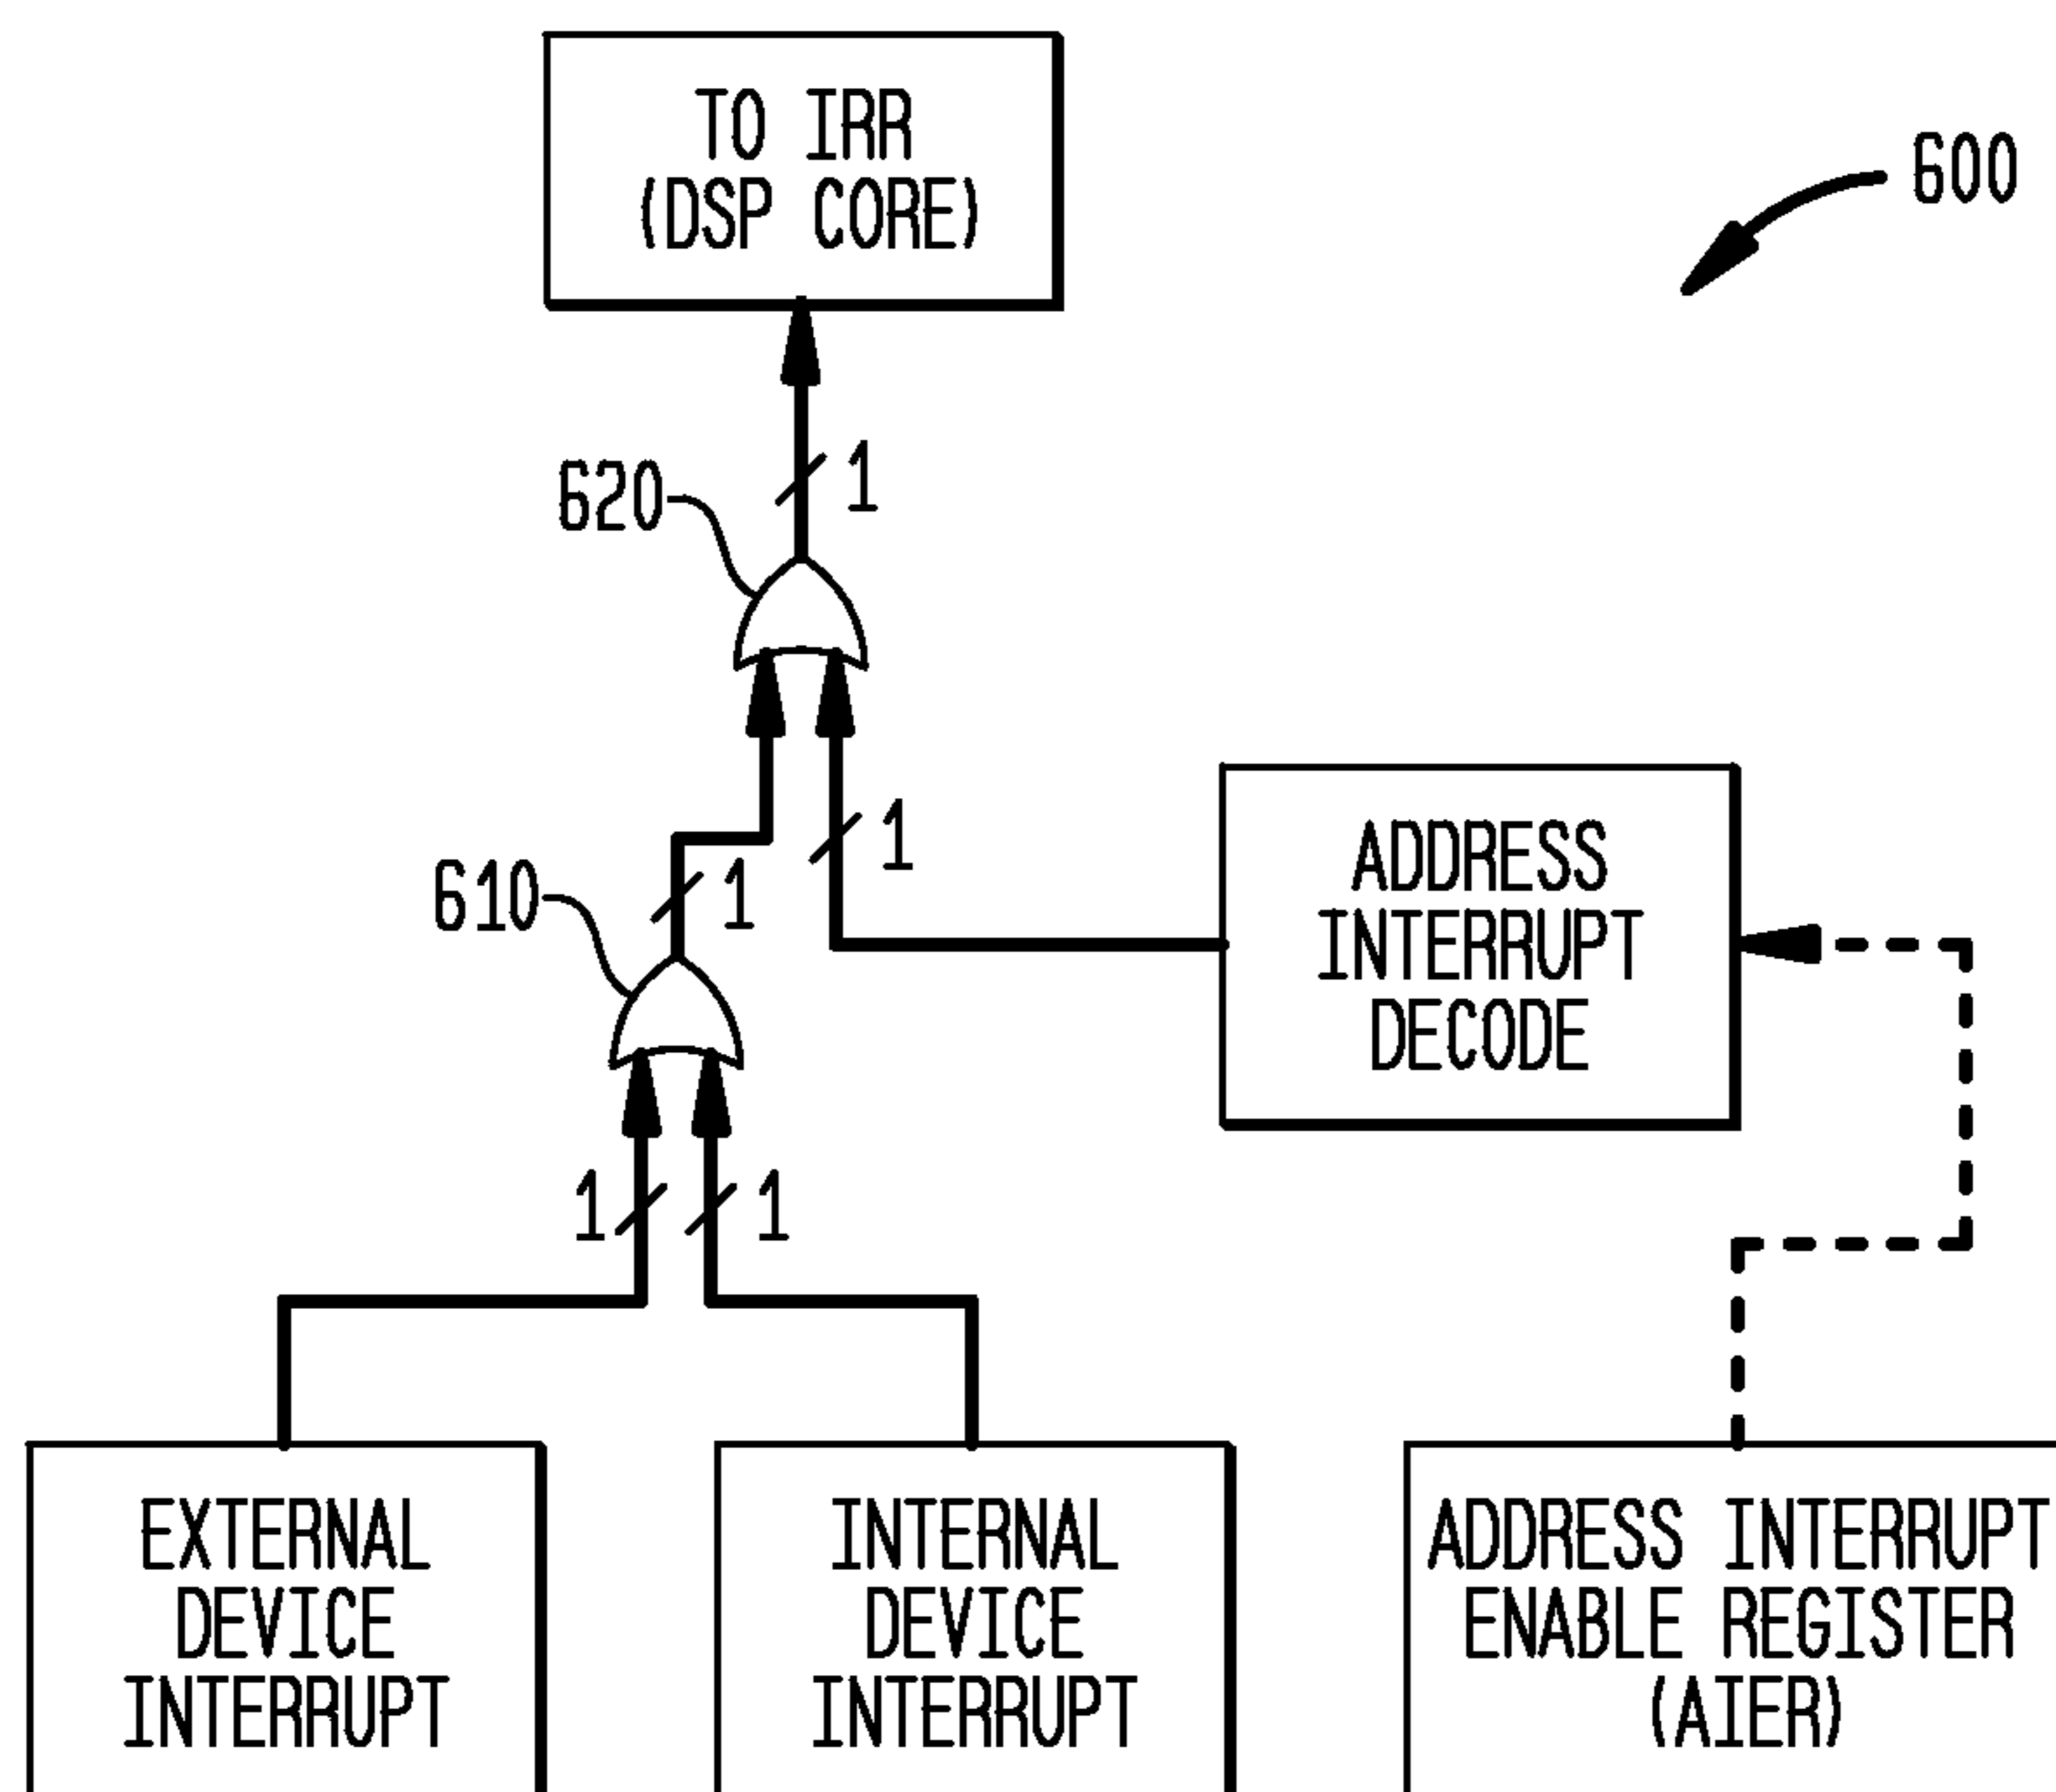 TO IRR
(DSP CORE)
600
620
1
1
ADDRESS
INTERRUPT
DECODE
610
1
1
1
EXTERNAL
DEVICE
INTERRUPT
INTERNAL
DEVICE
INTERRUPT
ADDRESS INTERRUPT
ENABLE REGISTER
(AIER)